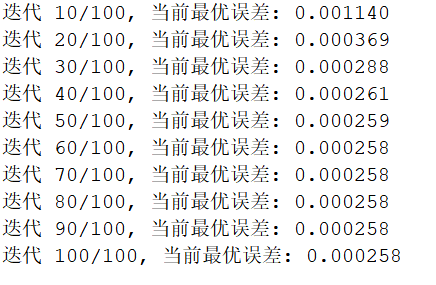 迭代 10/100, 当前最优误差: 0.001140
迭代 20/100, 当前最优误差: 0.000369
迭代 30/100, 当前最优误差: 0.000288
迭代 40/100, 当前最优误差: 0.000261
迭代 50/100, 当前最优误差: 0.000259
迭代 60/100, 当前最优误差: 0.000258
迭代 70/100, 当前最优误差: 0.000258
迭代 80/100, 当前最优误差: 0.000258
迭代 90/100, 当前最优误差: 0.000258
迭代 100/100, 当前最优误差: 0.000258